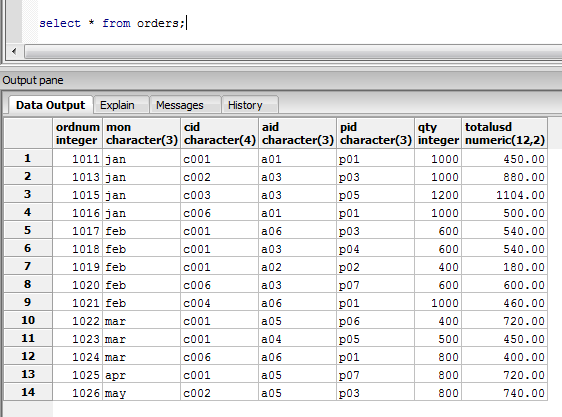 select * from orders;
Output pane
Data Output Explain Messages History
ordnum mon cid aid pid qty totalusd
integer character(3) character(4) character(3) character(3) integer numeric(12,2)
1 1011 jan c001 a01 p01 1000 450.00
2 1013 jan c002 a03 p03 1000 880.00
3 1015 jan c003 a03 p05 1200 1104.00
4 1016 jan c006 a01 p01 1000 500.00
5 1017 feb c001 a06 p03 600 540.00
6 1018 feb c001 a03 p04 600 540.00
7 1019 feb c001 a02 p02 400 180.00
8 1020 feb c006 a03 p07 600 600.00
9 1021 feb c004 a06 p01 1000 460.00
10 1022 mar c001 a05 p06 400 720.00
11 1023 mar c001 a04 p05 500 450.00
12 1024 mar c006 a06 p01 800 400.00
13 1025 apr c001 a05 p07 800 720.00
14 1026 may c002 a05 p03 800 740.00